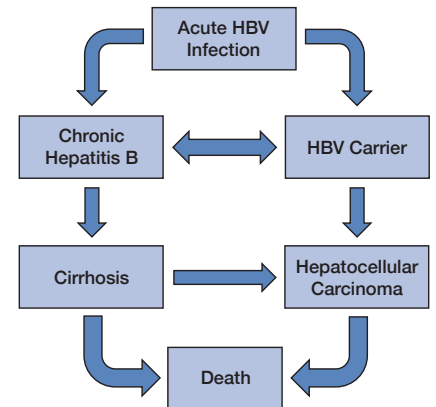 Acute HBV
Infection
Chronic
Hepatitis B
HBV Carrier
Cirrhosis
Hepatocellular
Carcinoma
Death